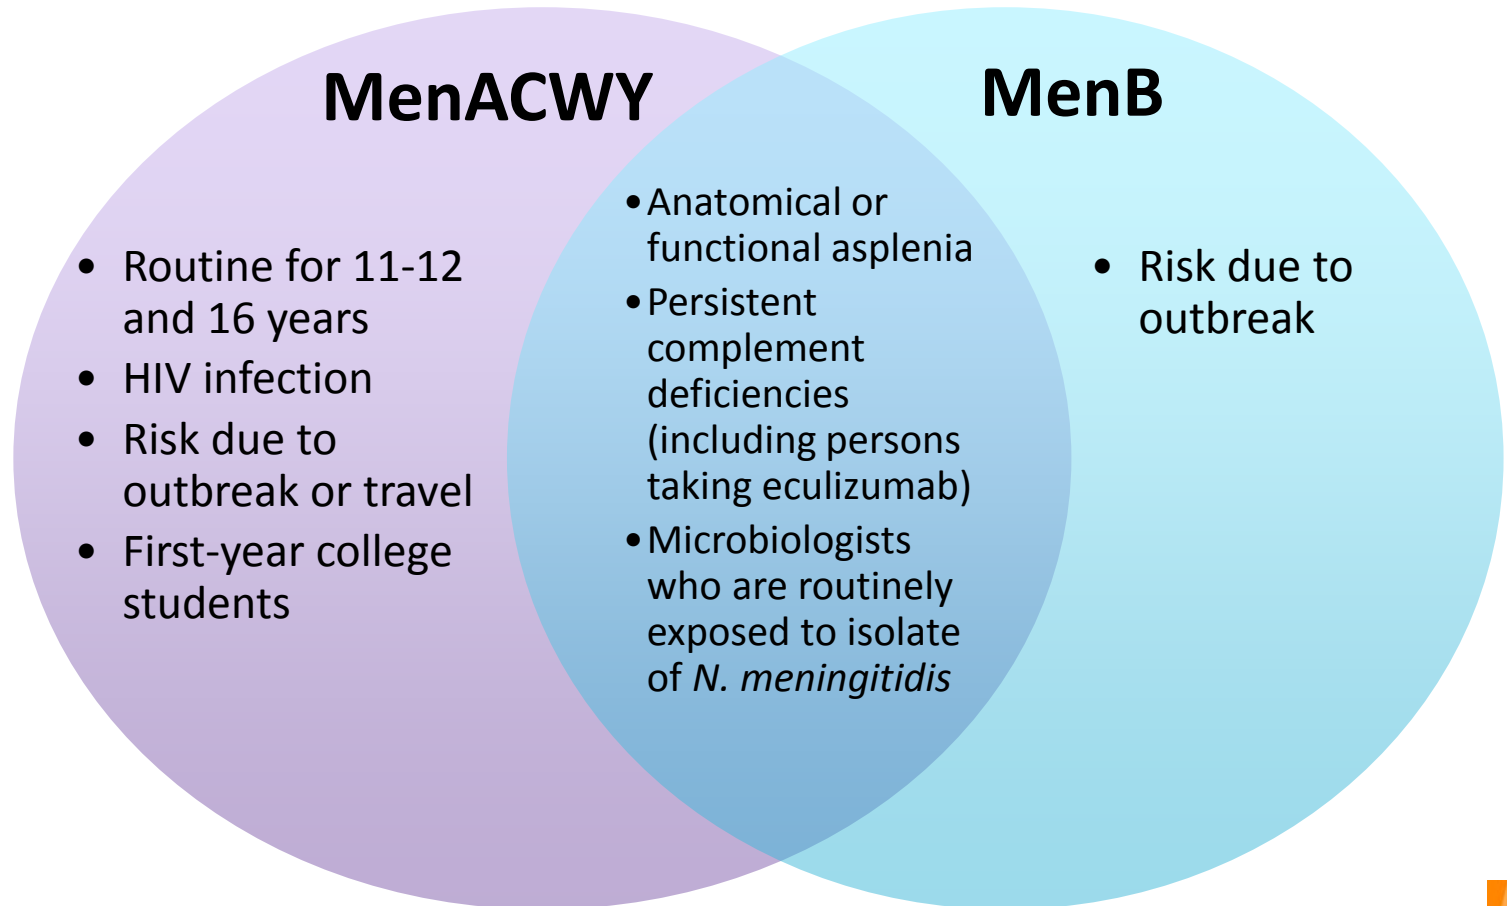 MenACWY
• Routine for 11-12
and 16 years
• HIV infection
• Risk due to
outbreak or travel
• First-year college
students
•Anatomical or
functional asplenia
•Persistent
complement
deficiencies
(including persons
taking eculizumab)
•Microbiologists
who are routinely
exposed to isolate
of N. meningitidis
MenB
• Risk due to
outbreak